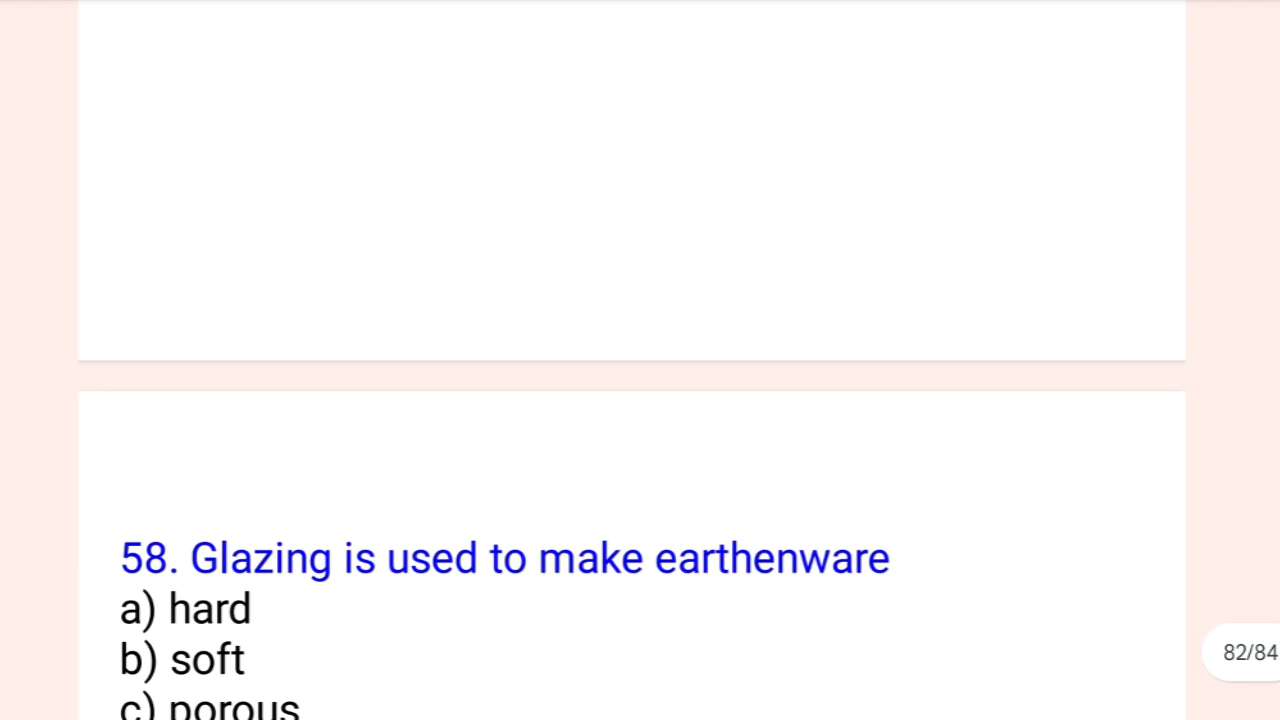 58. Glazing is used to make earthenware
a) hard
b) soft
c) porous
82/84